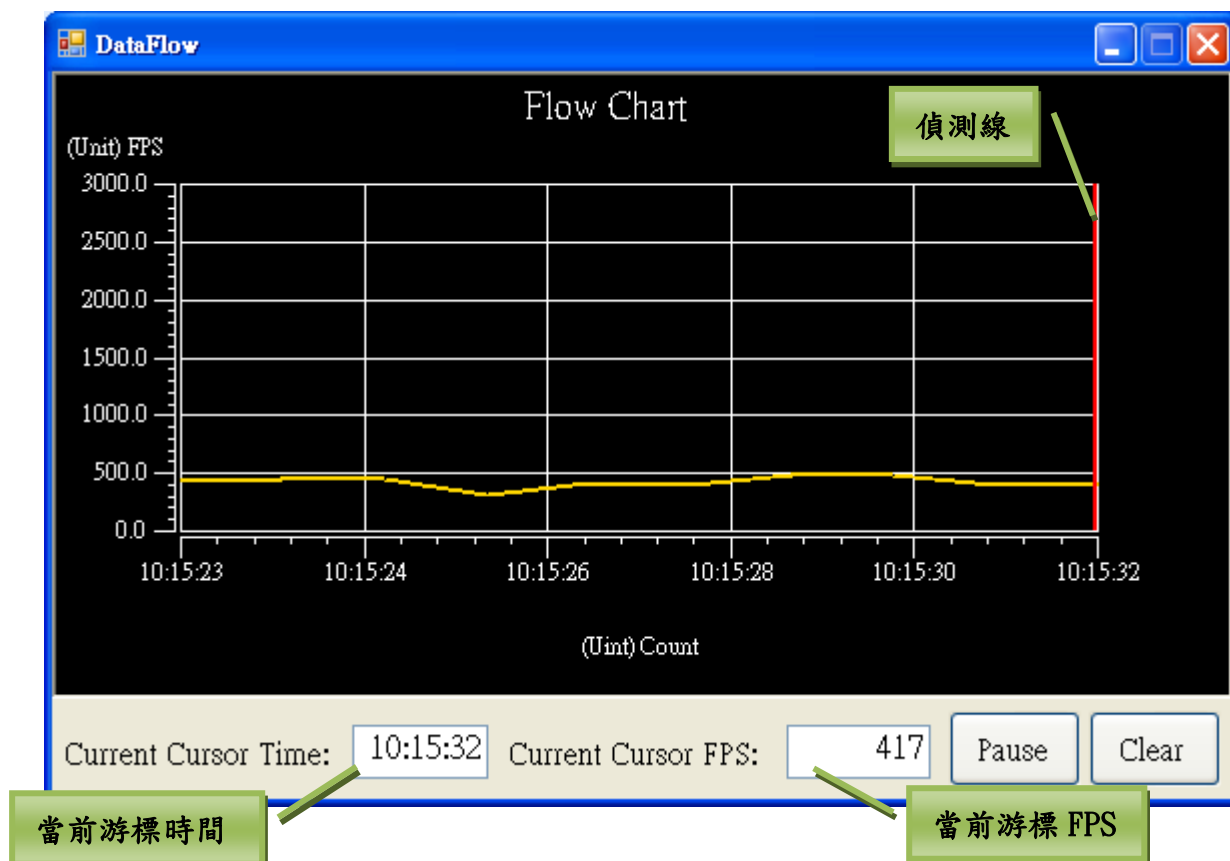 DataFlow
Flow Chart
偵測線
(Unit) FPS
3000.0
2500.0
2000.0
1500.0
1000.0
500.0
0.0
10:15:23 10:15:24 10:15:26 10:15:28 10:15:30 10:15:32
(Uint) Count
Current Cursor Time: 10:15:32 Current Cursor FPS: 417 Pause Clear
當前游標時間 當前游標 FPS